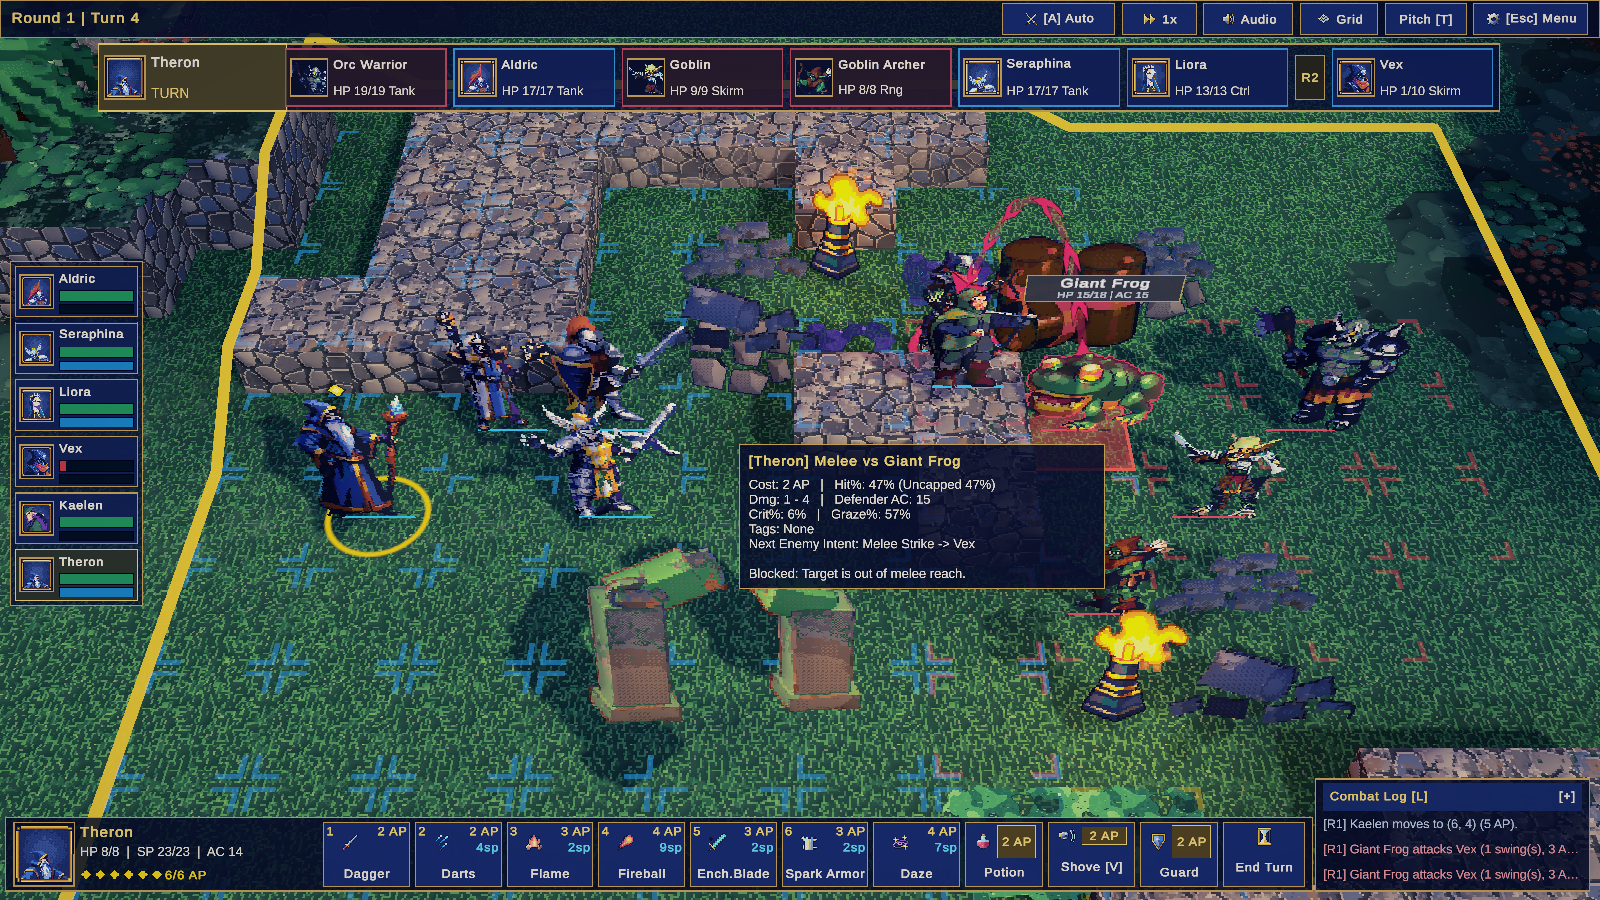 Round 1 | Turn 4
[A] Auto
1x
Audio
Grid
Pitch [T]
[Esc] Menu
Theron
TURN
Orc Warrior
HP 19/19 Tank
Aldric
HP 17/17 Tank
Goblin
HP 9/9 Skirm
Goblin Archer
HP 8/8 Rng
Seraphina
HP 17/17 Tank
Liora
HP 13/13 Ctrl
R2
Vex
HP 1/10 Skirm
Aldric
Seraphina
Liora
Vex
Kaelen
Theron
Giant Frog
HP 15/18 | AC 15
[Theron] Melee vs Giant Frog
Cost: 2 AP | Hit%: 47% (Uncapped 47%)
Dmg: 1 - 4 | Defender AC: 15
Crit%: 6% | Graze%: 57%
Tags: None
Next Enemy Intent: Melee Strike -> Vex
Blocked: Target is out of melee reach.
Theron
HP 8/8 | SP 23/23 | AC 14
6/6 AP
1 2 AP
Dagger
2 2 AP
4sp
Darts
3 3 AP
2sp
Flame
4 4 AP
9sp
Fireball
5 3 AP
2sp
Ench.Blade
6 3 AP
2sp
Spark Armor
4 AP
7sp
Daze
2 AP
Potion
2 AP
Shove [V]
2 AP
Guard
End Turn
Combat Log [L] [+]
[R1] Kaelen moves to (6, 4) (5 AP).
[R1] Giant Frog attacks Vex (1 swing(s), 3 A...
[R1] Giant Frog attacks Vex (1 swing(s), 3 A...